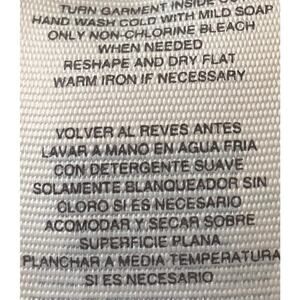 TURN GARMENT INSIDE
HAND WASH COLD WITH MILD SOAP
ONLY NON-CHLORINE BLEACH
WHEN NEEDED
RESHAPE AND DRY FLAT
WARM IRON IF NECESSARY
VOLVER AL REVES ANTES
LAVAR A MANO EN AGUA FRIA
CON DETERGENTE SUAVE
SOLAMENTE BLANQUEADOR SIN
CLORO SI ES NECESARIO
ACOMODAR Y SECAR SOBRE
SUPERFICIE PLANA
PLANCHAR A MEDIA TEMPERATURA
SI ES NECESARIO